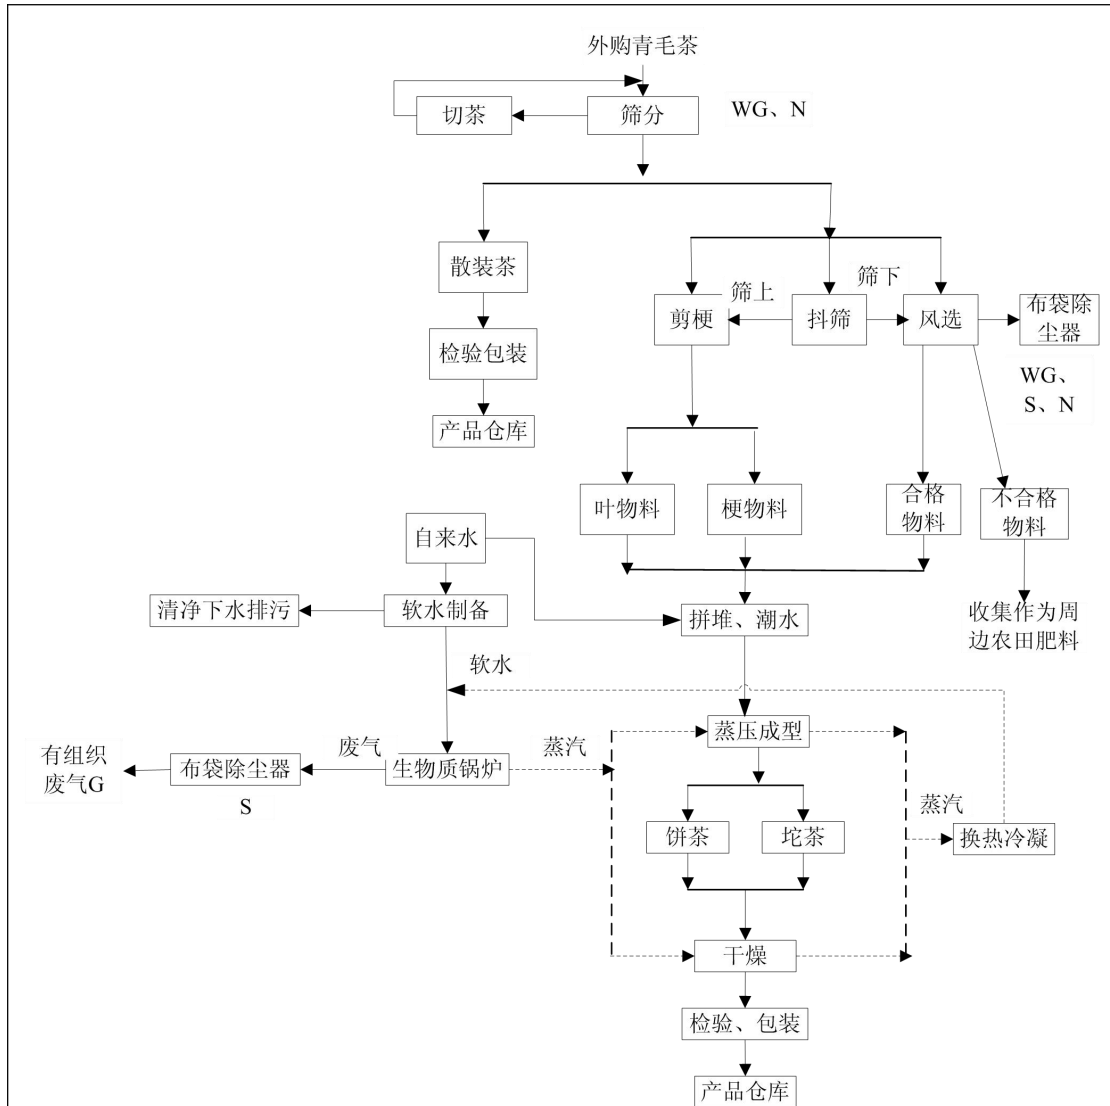 外购青毛茶
切茶
筛分
WG、N
散装茶
筛上
筛下
剪梗
抖筛
风选
布袋除
尘器
检验包装
WG、
S、N
产品仓库
叶物料
梗物料
合格
物料
不合格
物料
自来水
清净下水排污
软水制备
拼堆、潮水
收集作为周
边农田肥料
软水
蒸压成型
有组织
废气G
布袋除尘器
S
废气
生物质锅炉
蒸汽
蒸汽
饼茶
坨茶
换热冷凝
干燥
检验、包装
产品仓库